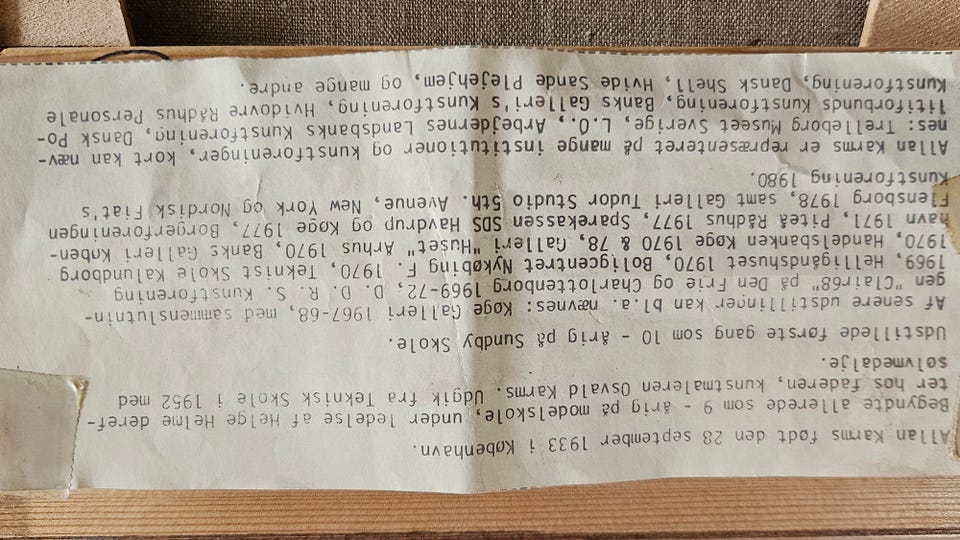 Allan Karms født den 28 september 1933 i København.
Begyndte allerede som 9 - årig på modelskole, under ledelse af Helge Helme deref-
ter hos faderen, kunstmaleren Osvald Karms. Udgik fra Teknisk Skole i 1952 med
sølvmedalje.
Udstillede første gang som 10 - årig på Sundby Skole.
Af senere udstillinger kan bl.a. nævnes: Køge Galleri 1967-68, med sammenslutnin-
gen "Clair68" på Den Frie og Charlottenborg 1969-72, D. D. R. S. Kunstforening
1969, Helligåndshuset 1970, Boligcentret Nykøbing F. 1970, Teknist Skole Kalundborg
1970, Handelsbanken Køge 1970 & 78, Galleri "Huset" Århus 1970, Banks Galleri Køben-
havn 1971, Piteå Rådhus 1977, Sparekassen SDS Havdrup og Køge 1977, Borgerforeningen
Flensborg 1978, samt Galleri Tudor Studio 5th. Avenue, New York og Nordisk Fiat's
Kunstforening 1980.
Allan Karms er repræsenteret på mange institutioner og kunstforeninger, kort kan næv-
nes: Trelleborg Museet Sverige, L.O., Arbejdernes Landsbanks Kunstforening, Dansk Po-
litiforbunds Kunstforening, Banks Galleri's Kunstforening, Hvidovre Rådhus Personale
Kunstforening, Dansk Shell, Hvide Sande Plejehjem, og mange andre.